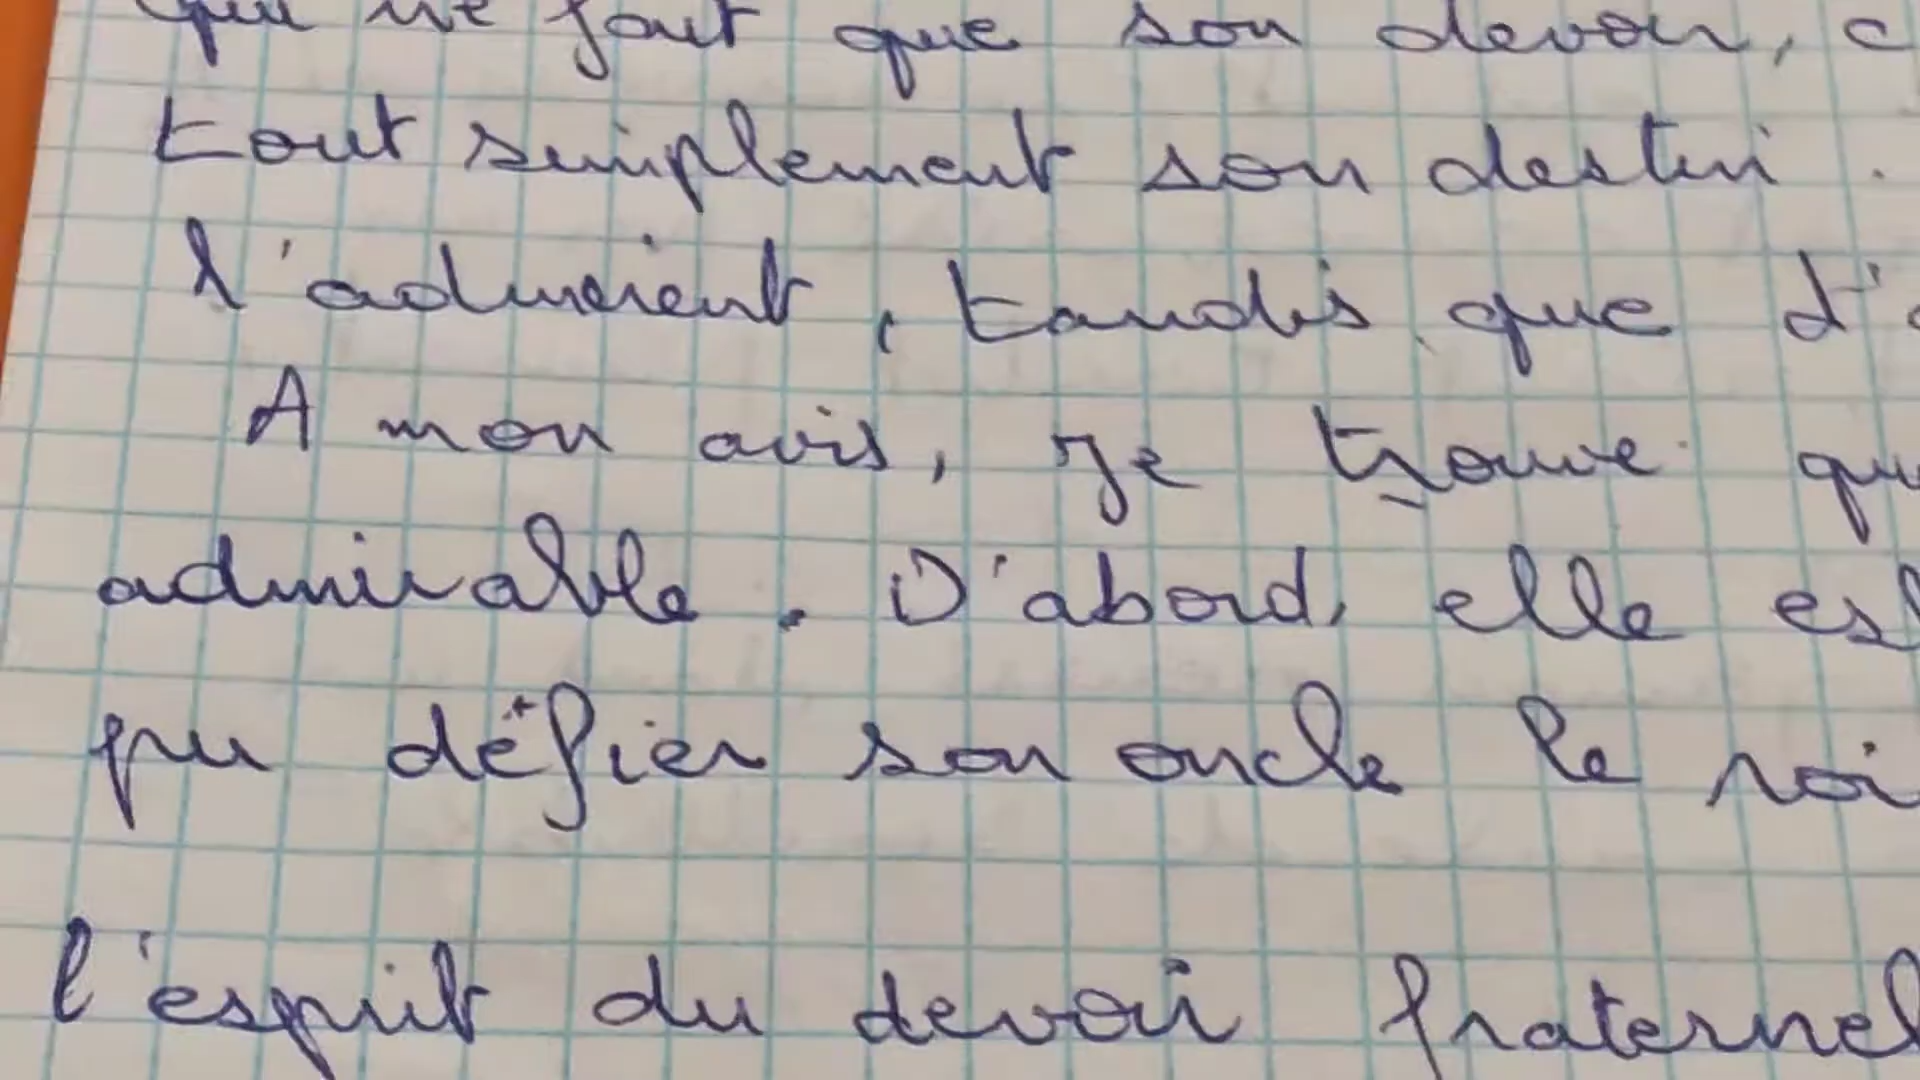 qui ne fait que son devoir, c
tout simplement son destin .
l'admirent, tandis que d'a
A mon avis, je trouve qu
admirable. D'abord, elle est
pu défier son oncle le roi
l'esprit du devoir fraternel